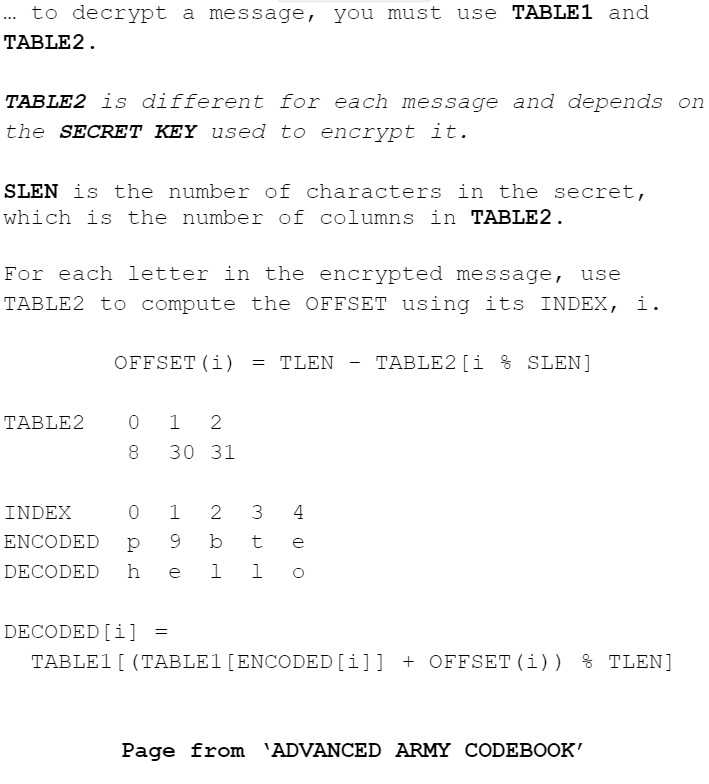 … to decrypt a message, you must use TABLE1 and
TABLE2.
TABLE2 is different for each message and depends on
the SECRET KEY used to encrypt it.
SLEN is the number of characters in the secret,
which is the number of columns in TABLE2.
For each letter in the encrypted message, use
TABLE2 to compute the OFFSET using its INDEX, i.
OFFSET(i) = TLEN - TABLE2[i % SLEN]
TABLE2 0 1 2
8 30 31
INDEX 0 1 2 3 4
ENCODED p 9 b t e
DECODED h e l l o
DECODED[i] =
TABLE1[(TABLE1[ENCODED[i]] + OFFSET(i)) % TLEN]
Page from ‘ADVANCED ARMY CODEBOOK’